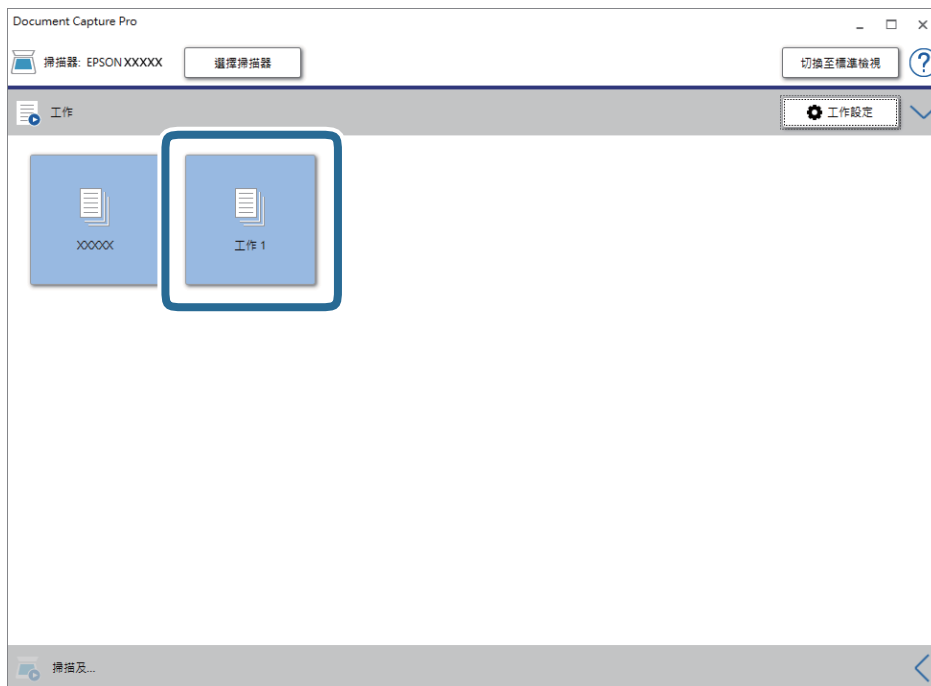 Document Capture Pro
掃描器: EPSON XXXXX
選擇掃描器
切換至標準檢視
?
工作
工作設定
XXXXX
工作 1
掃描及...